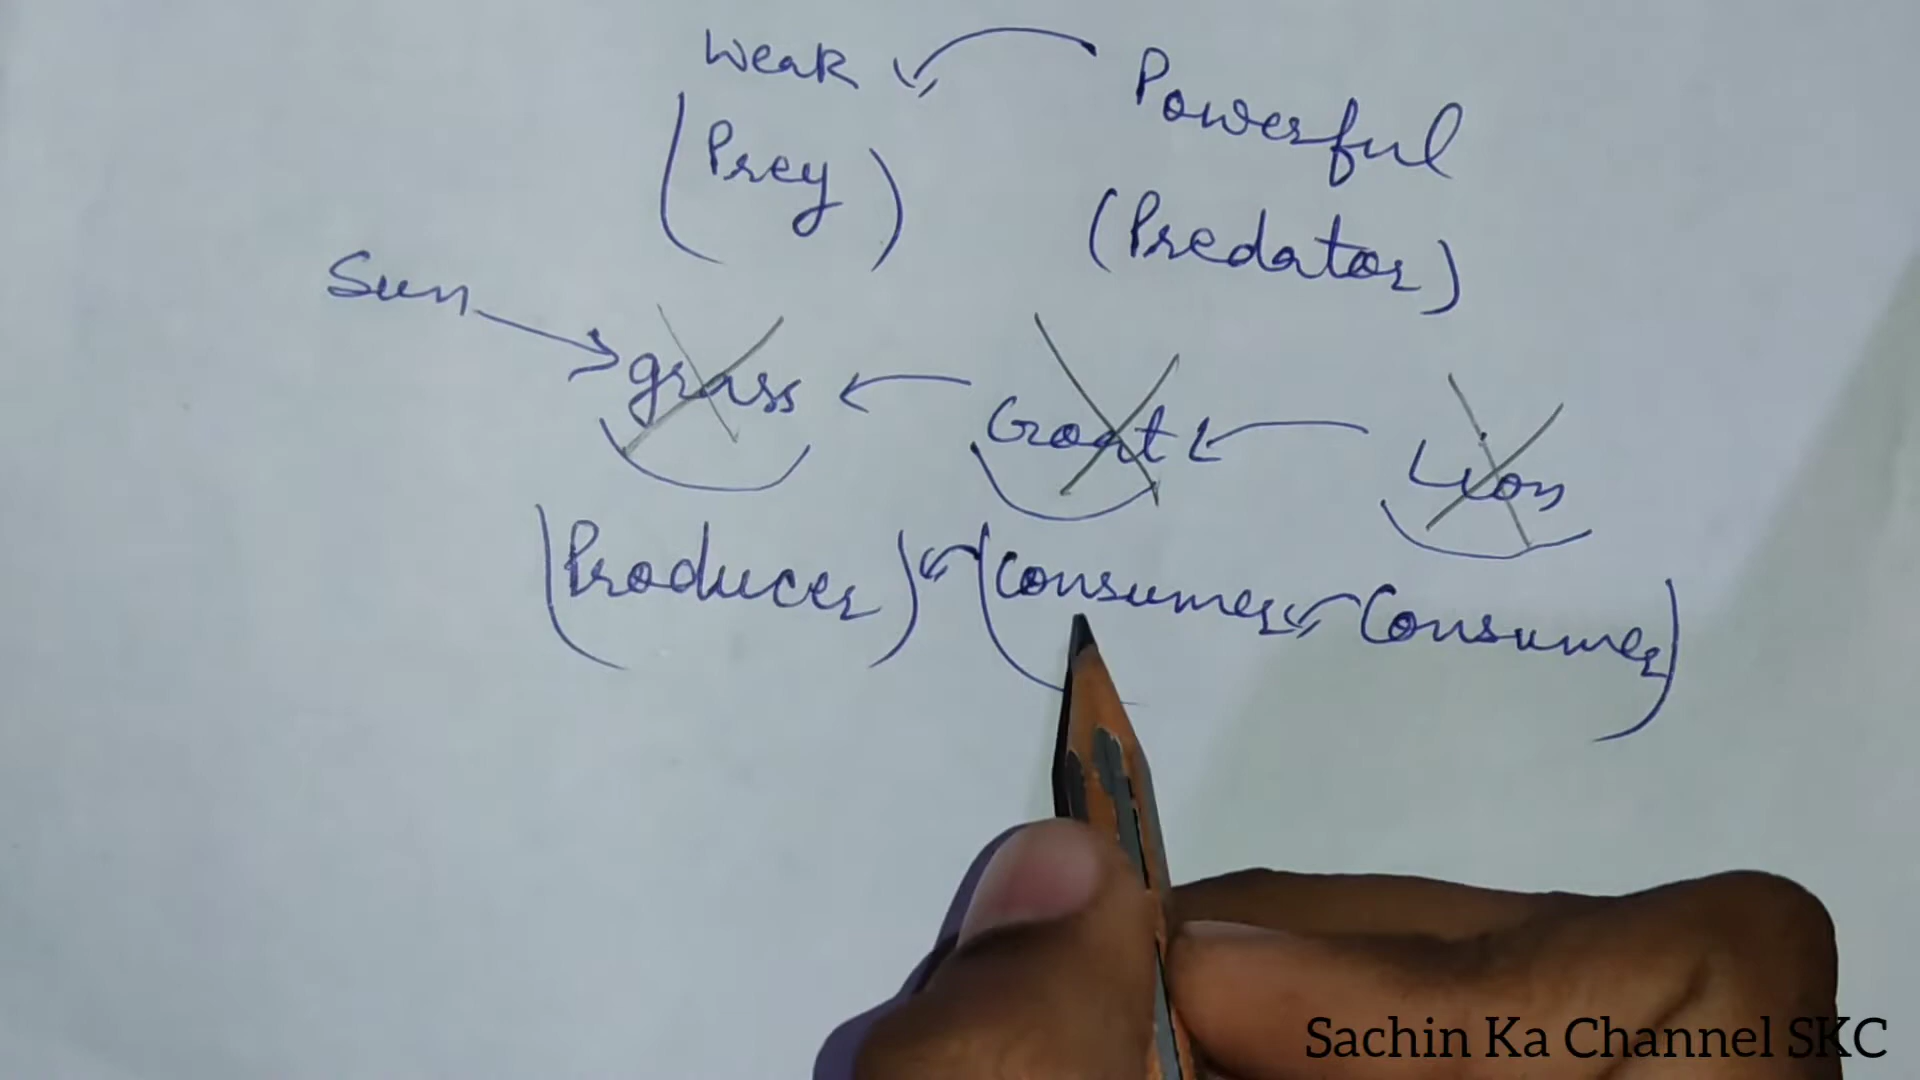 Weak Powerful
(Prey) (Predator)
Sun
grass Goat Lion
(Producer) (Consumer Consumer)
Sachin Ka Channel SKC